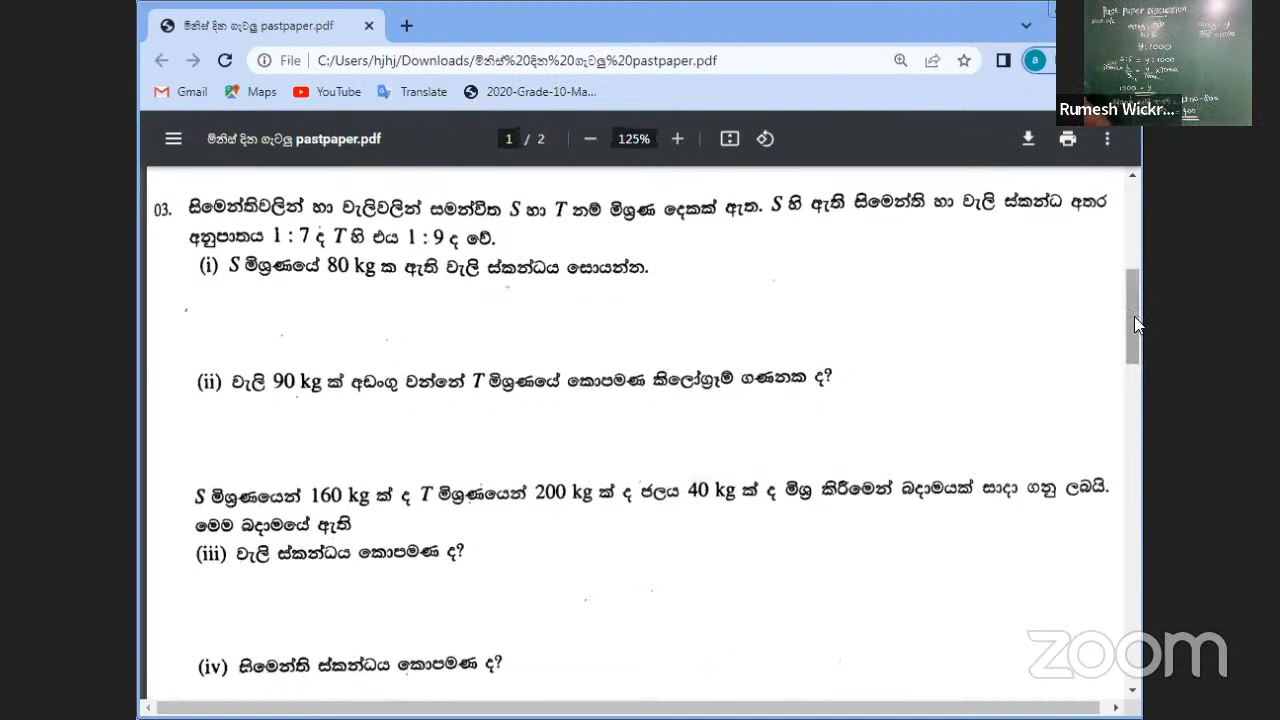 මිනිස් දින ගැටලු pastpaper.pdf
File C:/Users/hjhj/Downloads/මිනිස්%20දින%20ගැටලු%20pastpaper.pdf
a
Gmail Maps YouTube Translate 2020-Grade-10-Ma...
Past Paper Discussion
Rumesh Wickr...
මිනිස් දින ගැටලු pastpaper.pdf 1 / 2 125%
03. සිමෙන්තිවලින් හා වැලිවලින් සමන්විත S හා T නම් මිශ්‍රණ දෙකක් ඇත. S හි ඇති සිමෙන්ති හා වැලි ස්කන්ධ අතර
අනුපාතය 1 : 7 ද T හි එය 1 : 9 ද වේ.
(i) S මිශ්‍රණයේ 80 kg ක ඇති වැලි ස්කන්ධය සොයන්න.
(ii) වැලි 90 kg ක් අඩංගු වන්නේ T මිශ්‍රණයේ කොපමණ කිලෝග්‍රෑම් ගණනක ද?
S මිශ්‍රණයෙන් 160 kg ක් ද T මිශ්‍රණයෙන් 200 kg ක් ද ජලය 40 kg ක් ද මිශ්‍ර කිරීමෙන් බදාමයක් සාදා ගනු ලබයි.
මෙම බදාමයේ ඇති
(iii) වැලි ස්කන්ධය කොපමණ ද?
(iv) සිමෙන්ති ස්කන්ධය කොපමණ ද?
zoom